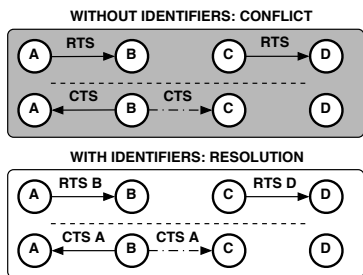 WITHOUT IDENTIFIERS: CONFLICT
A RTS B C RTS D
A CTS B CTS C D
WITH IDENTIFIERS: RESOLUTION
A RTS B B C RTS D D
A CTS A B CTS A C D